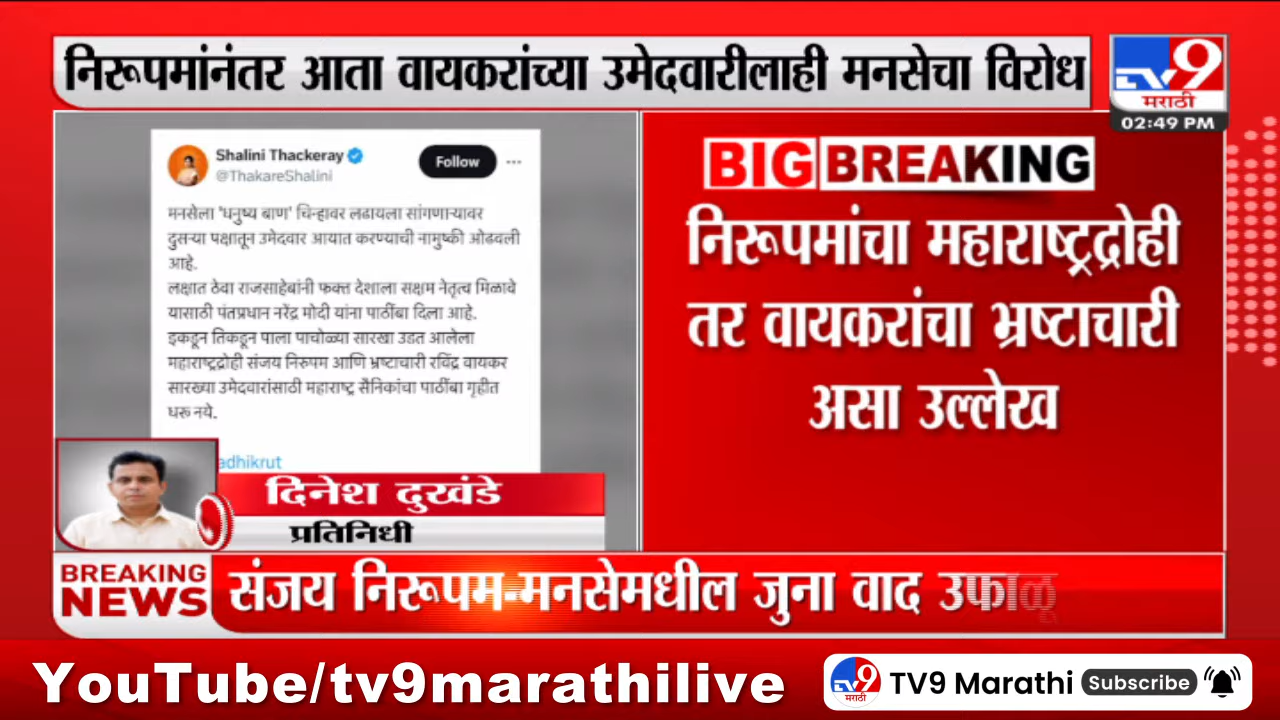 निरूपमांनंतर आता वायकरांच्या उमेदवारीलाही मनसेचा विरोध
TV9
मराठी
02:49 PM
Shalini Thackeray
@ThakareShalini
Follow
मनसेला 'धनुष्य बाण' चिन्हावर लढायला सांगणाऱ्यावर
दुसऱ्या पक्षातून उमेदवार आयात करण्याची नामुष्की ओढवली
आहे.
लक्षात ठेवा राजसाहेबांनी फक्त देशाला सक्षम नेतृत्व मिळावे
यासाठी पंतप्रधान नरेंद्र मोदी यांना पाठींबा दिला आहे.
इकडून तिकडून पाला पाचोळ्या सारखा उडत आलेला
महाराष्ट्रद्रोही संजय निरुपम आणि भ्रष्टाचारी रविंद्र वायकर
सारख्या उमेदवारांसाठी महाराष्ट्र सैनिकांचा पाठींबा गृहीत
धरू नये.
adhikrut
BIG BREAKING
निरूपमांचा महाराष्ट्रद्रोही
तर वायकरांचा भ्रष्टाचारी
असा उल्लेख
दिनेश दुखंडे
प्रतिनिधी
BREAKING
NEWS
संजय निरूपम-मनसेमधील जुना वाद उफाळू
YouTube/tv9marathilive
TV9
मराठी
TV9 Marathi
Subscribe